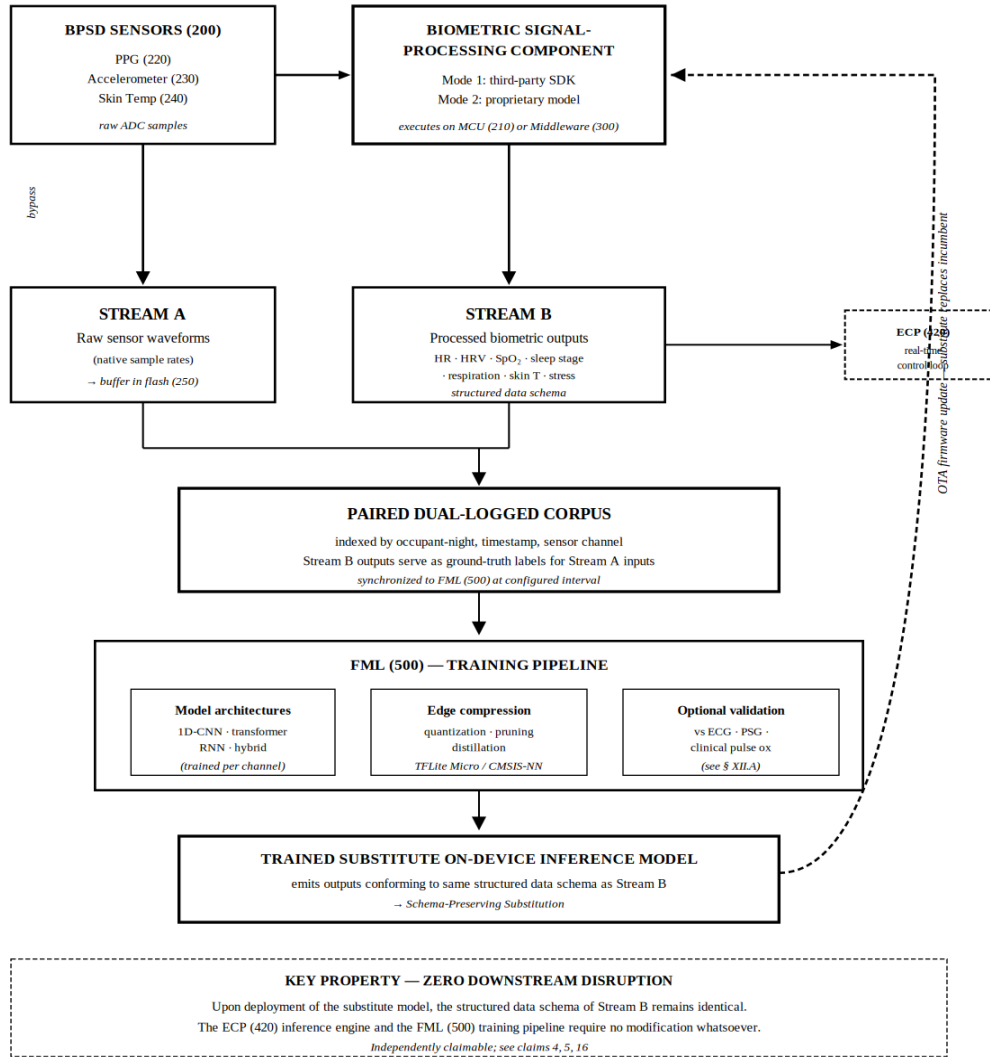 BPSD SENSORS (200)
PPG (220)
Accelerometer (230)
Skin Temp (240)
raw ADC samples
BIOMETRIC SIGNAL-
PROCESSING COMPONENT
Mode 1: third-party SDK
Mode 2: proprietary model
executes on MCU (210) or Middleware (300)
bypass
STREAM A
Raw sensor waveforms
(native sample rates)
→ buffer in flash (250)
STREAM B
Processed biometric outputs
HR · HRV · SpO₂ · sleep stage
· respiration · skin T · stress
structured data schema
ECP (420)
real-time
control loop
OTA firmware update — substitute replaces incumbent
PAIRED DUAL-LOGGED CORPUS
indexed by occupant-night, timestamp, sensor channel
Stream B outputs serve as ground-truth labels for Stream A inputs
synchronized to FML (500) at configured interval
FML (500) — TRAINING PIPELINE
Model architectures
1D-CNN · transformer
RNN · hybrid
(trained per channel)
Edge compression
quantization · pruning
distillation
TFLite Micro / CMSIS-NN
Optional validation
vs ECG · PSG ·
clinical pulse ox
(see § XII.A)
TRAINED SUBSTITUTE ON-DEVICE INFERENCE MODEL
emits outputs conforming to same structured data schema as Stream B
→ Schema-Preserving Substitution
KEY PROPERTY — ZERO DOWNSTREAM DISRUPTION
Upon deployment of the substitute model, the structured data schema of Stream B remains identical.
The ECP (420) inference engine and the FML (500) training pipeline require no modification whatsoever.
Independently claimable; see claims 4, 5, 16